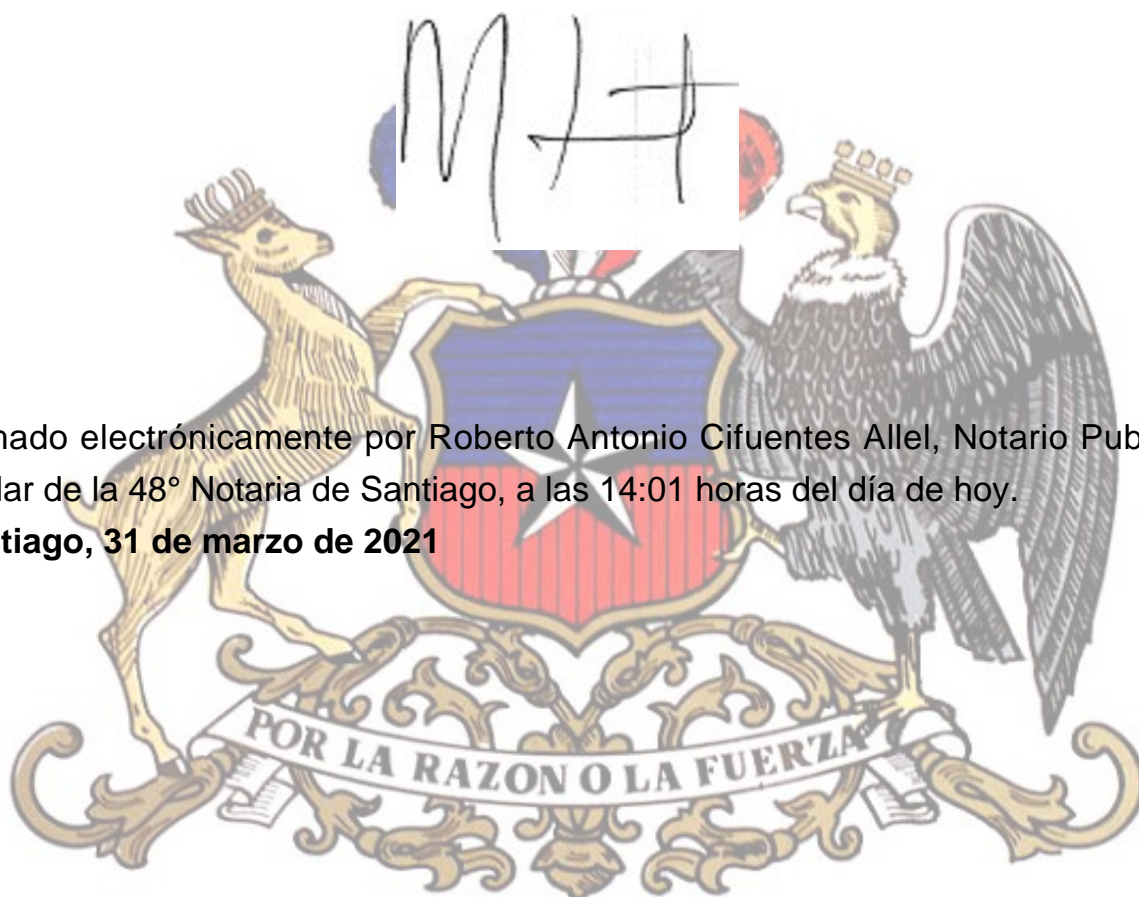 nado electrónicamente por Roberto Antonio Cifuentes Allel, Notario Pub
lar de la 48° Notaria de Santiago, a las 14:01 horas del día de hoy.
tiago, 31 de marzo de 2021
POR LA RAZON O LA FUERZA